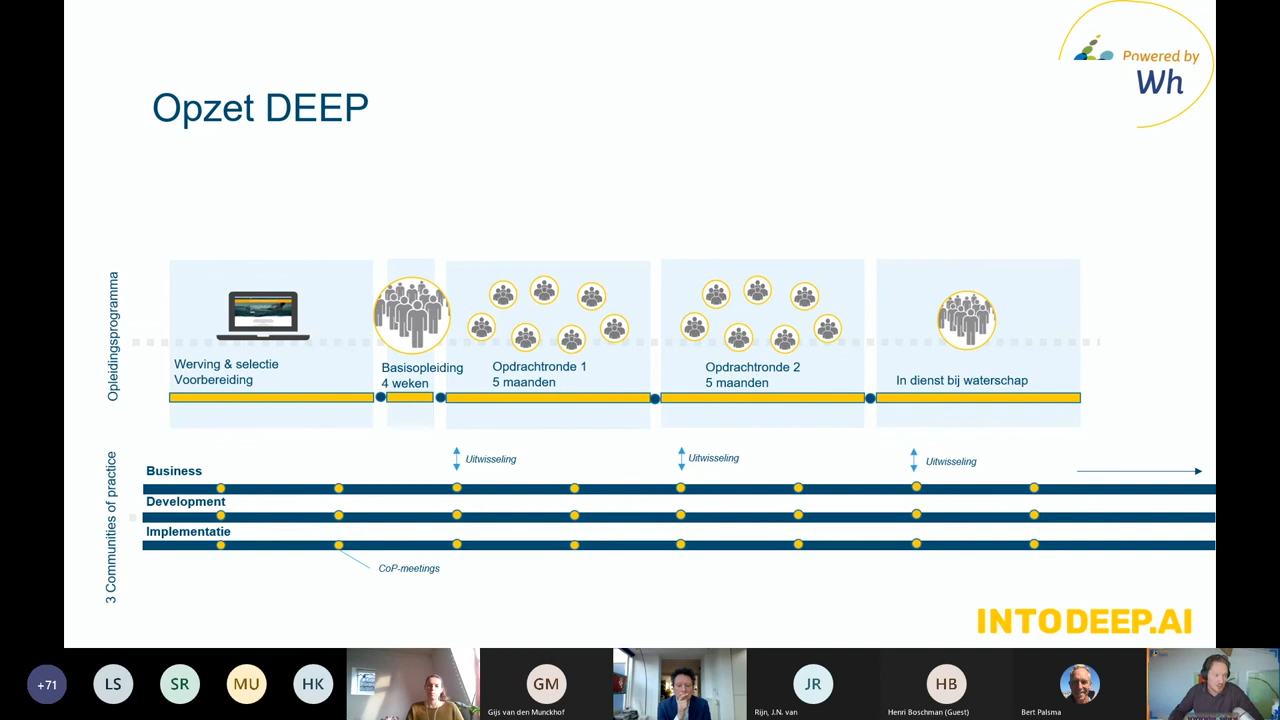 Powered by
Wh
Opzet DEEP
Opleidingsprogramma
Werving & selectie
Voorbereiding
Basisopleiding
4 weken
Opdrachtronde 1
5 maanden
Opdrachtronde 2
5 maanden
In dienst bij waterschap
3 Communities of practice
Uitwisseling
Uitwisseling
Uitwisseling
Business
Development
Implementatie
CoP-meetings
INTODEEP.AI
+71
LS
SR
MU
HK
GM
Gijs van den Munckhof
JR
Rijn, J.N. van
HB
Henri Boschman (Guest)
Bert Palsma